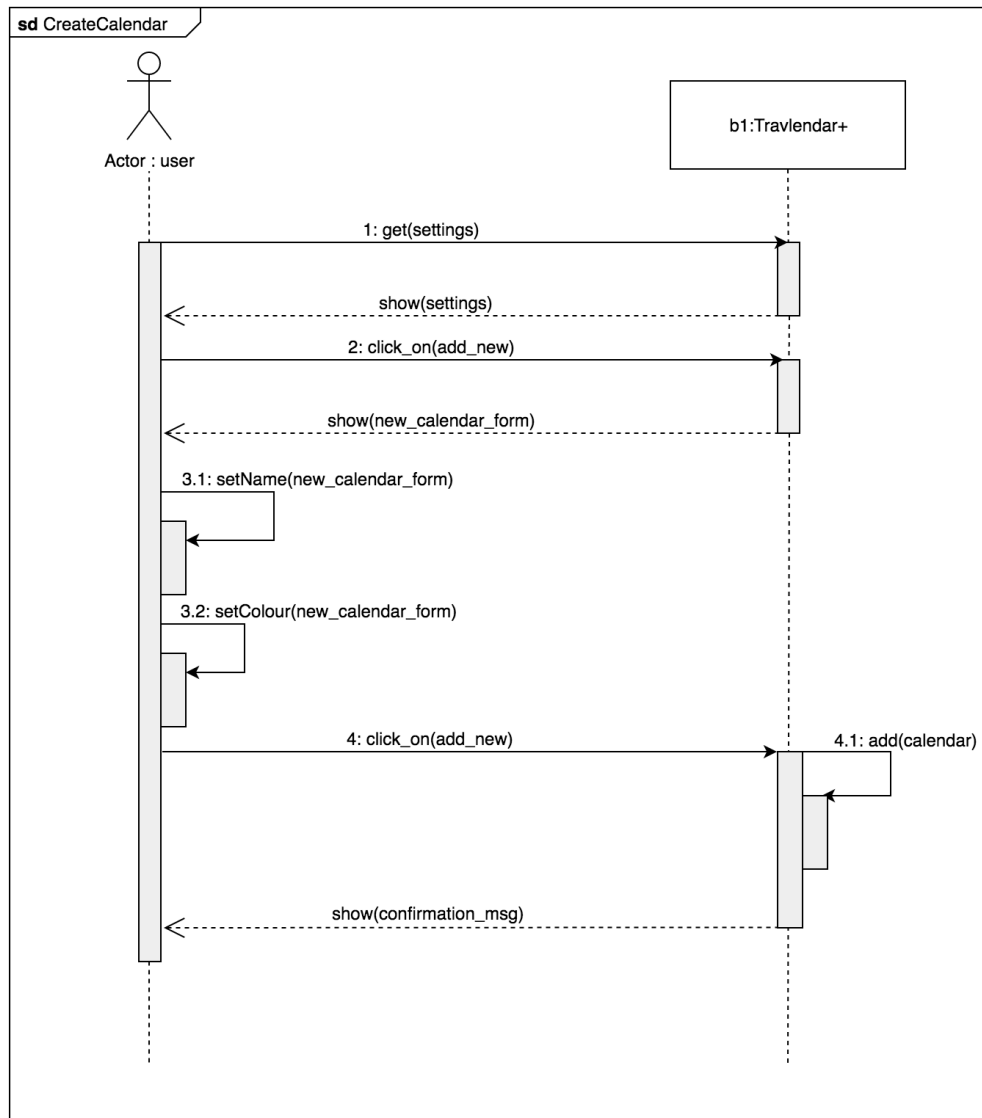 sd CreateCalendar
Actor : user
b1:Travlendar+
1: get(settings)
show(settings)
2: click_on(add_new)
show(new_calendar_form)
3.1: setName(new_calendar_form)
3.2: setColour(new_calendar_form)
4: click_on(add_new)
4.1: add(calendar)
show(confirmation_msg)